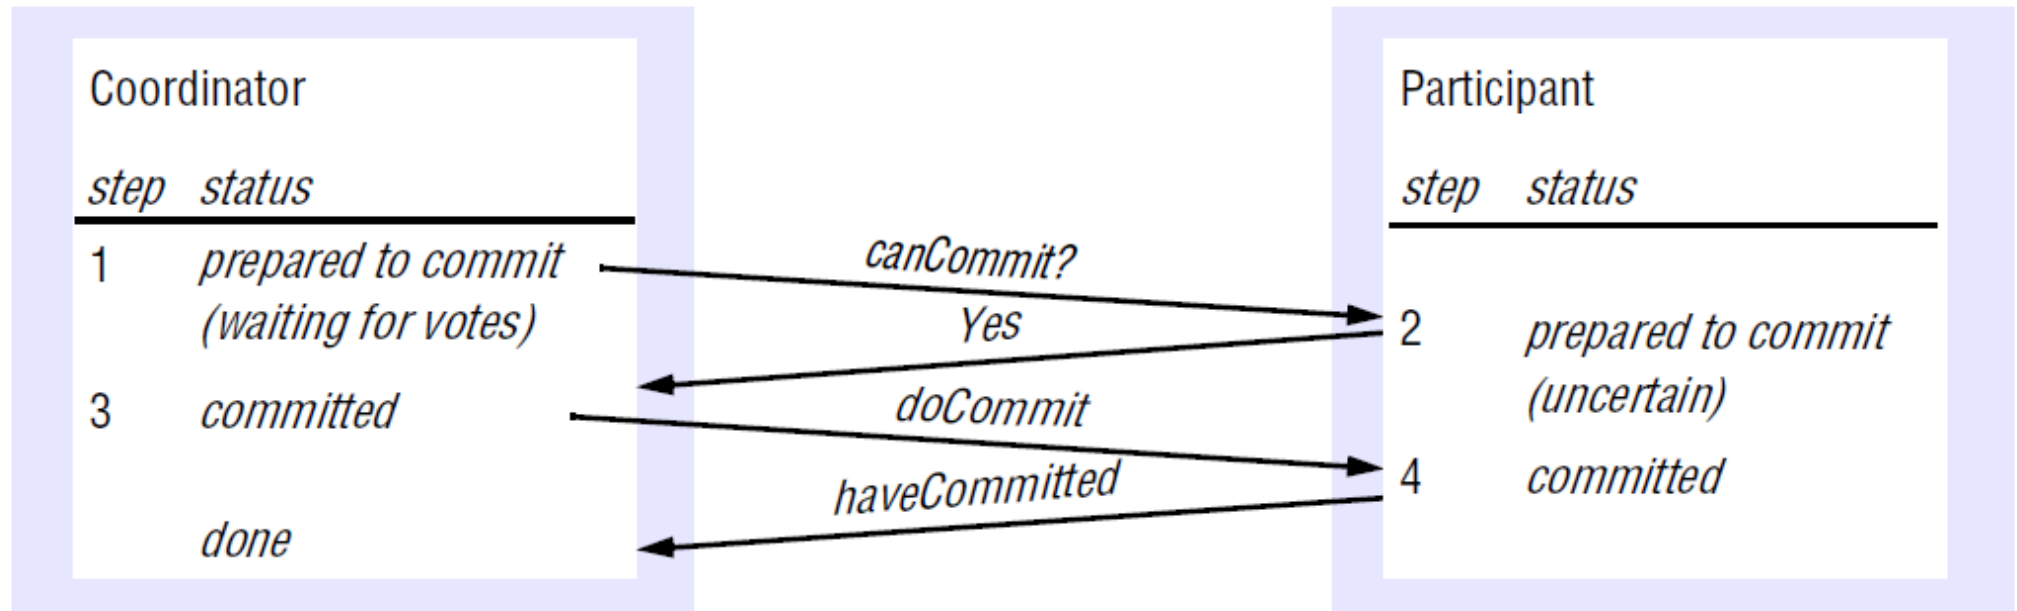 Coordinator
step status
1 prepared to commit
(waiting for votes)
3 committed
done
canCommit?
Yes
doCommit
haveCommitted
Participant
step status
2 prepared to commit
(uncertain)
4 committed